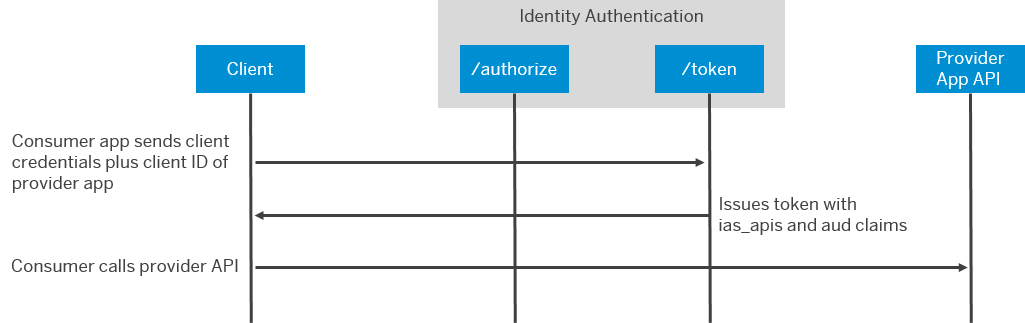 Identity Authentication
Client
/authorize
/token
Provider
App API
Consumer app sends client
credentials plus client ID of
provider app
Issues token with
ias_apis and aud claims
Consumer calls provider API